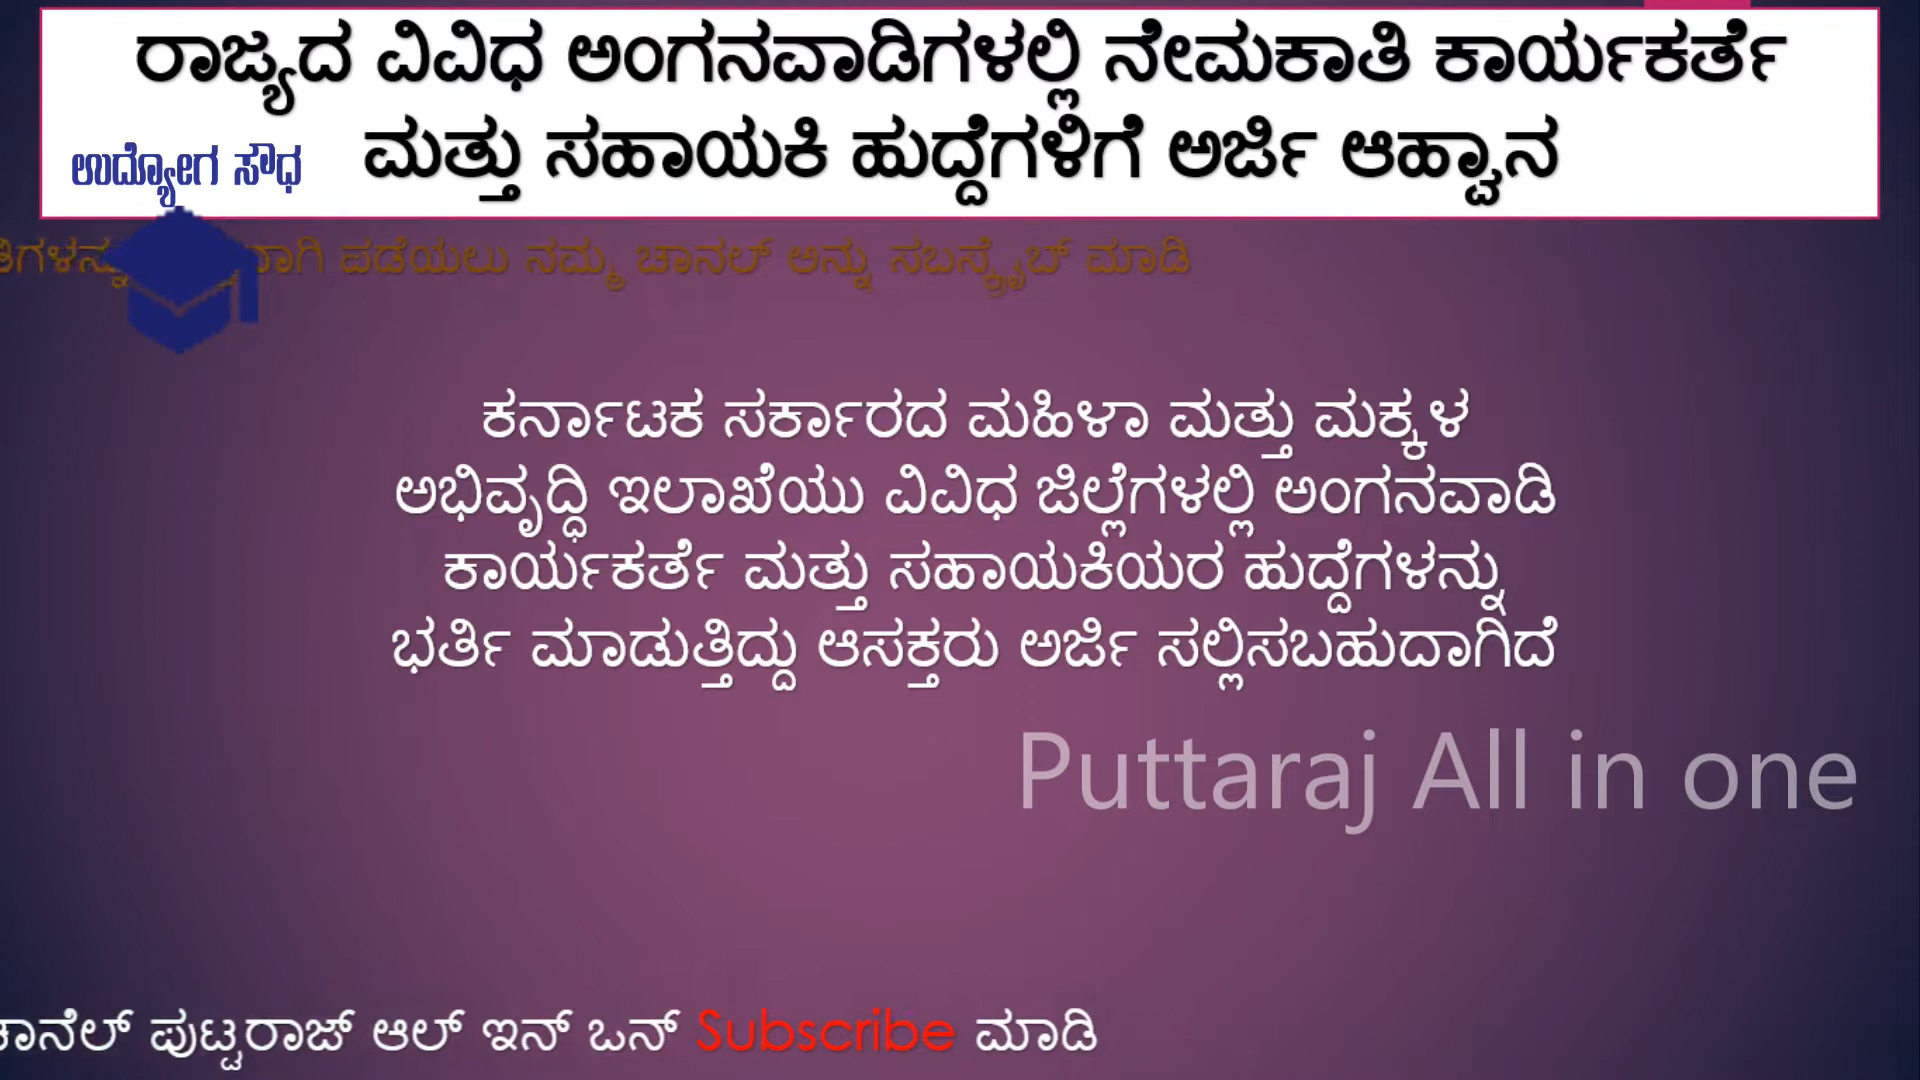 ರಾಜ್ಯದ ವಿವಿಧ ಅಂಗನವಾಡಿಗಳಲ್ಲಿ ನೇಮಕಾತಿ ಕಾರ್ಯಕರ್ತೆ
ಮತ್ತು ಸಹಾಯಕಿ ಹುದ್ದೆಗಳಿಗೆ ಅರ್ಜಿ ಆಹ್ವಾನ
ಉದ್ಯೋಗ ಸೌಧ
ಪಡೆಯಲು ನಮ್ಮ ಚಾನಲ್ ಅನ್ನು ಸಬಸ್ಕ್ರೈಬ್ ಮಾಡಿ
ಕರ್ನಾಟಕ ಸರ್ಕಾರದ ಮಹಿಳಾ ಮತ್ತು ಮಕ್ಕಳ
ಅಭಿವೃದ್ಧಿ ಇಲಾಖೆಯು ವಿವಿಧ ಜಿಲ್ಲೆಗಳಲ್ಲಿ ಅಂಗನವಾಡಿ
ಕಾರ್ಯಕರ್ತೆ ಮತ್ತು ಸಹಾಯಕಿಯರ ಹುದ್ದೆಗಳನ್ನು
ಭರ್ತಿ ಮಾಡುತ್ತಿದ್ದು ಆಸಕ್ತರು ಅರ್ಜಿ ಸಲ್ಲಿಸಬಹುದಾಗಿದೆ
Puttaraj All in one
ಚಾನೆಲ್ ಪುಟ್ಟರಾಜ್ ಆಲ್ ಇನ್ ಒನ್ Subscribe ಮಾಡಿ